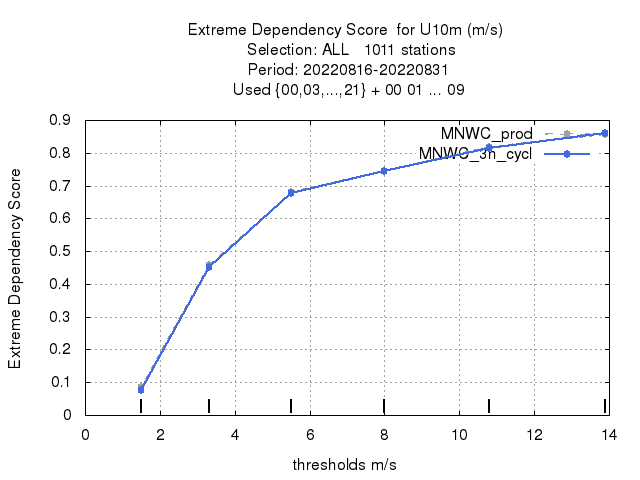 Extreme Dependency Score  for U10m (m/s)
Selection: ALL   1011 stations
Period: 20220816-20220831
Used {00,03,...,21} + 00 01 ... 09
MNWC_prod
MNWC_3h_cycl
Extreme Dependency Score
0.9
0.8
0.7
0.6
0.5
0.4
0.3
0.2
0.1
0
0 2 4 6 8 10 12 14
thresholds m/s